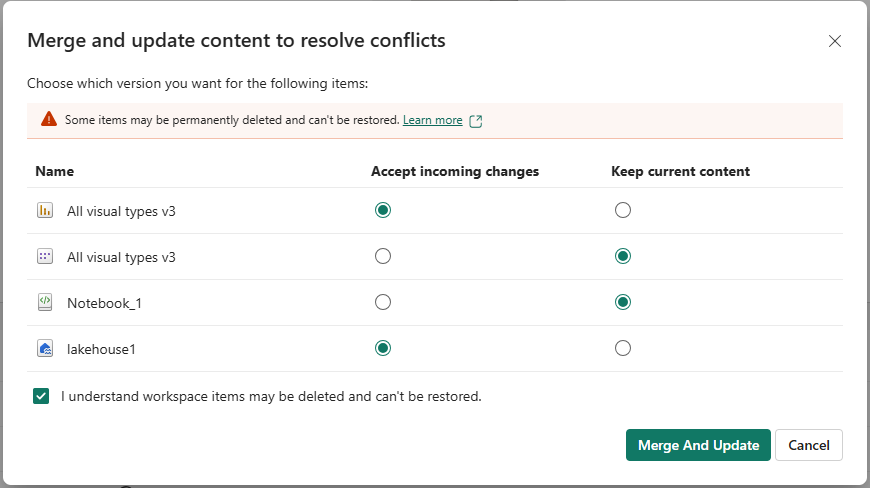 Merge and update content to resolve conflicts
Choose which version you want for the following items:
Some items may be permanently deleted and can't be restored. Learn more
Name Accept incoming changes Keep current content
All visual types v3
All visual types v3
Notebook_1
lakehouse1
I understand workspace items may be deleted and can't be restored.
Merge And Update Cancel